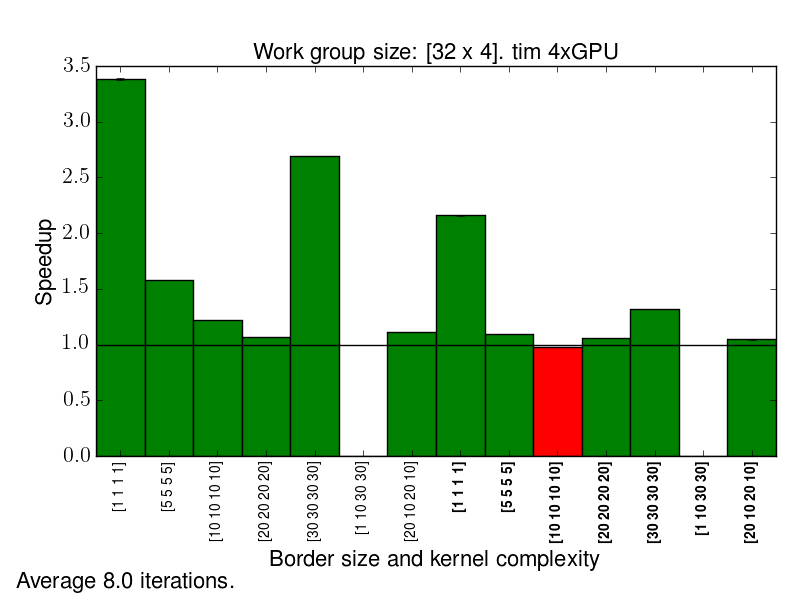 Work group size: [32 x 4]. tim 4xGPU
3.5
3.0
2.5
2.0
1.5
1.0
0.5
0.0
Speedup
[1 1 1 1]
[5 5 5 5]
[10 10 10 10]
[20 20 20 20]
[30 30 30 30]
[1 10 30 30]
[20 10 20 10]
[1 1 1 1]
[5 5 5 5]
[10 10 10 10]
[20 20 20 20]
[30 30 30 30]
[1 10 30 30]
[20 10 20 10]
Border size and kernel complexity
Average 8.0 iterations.